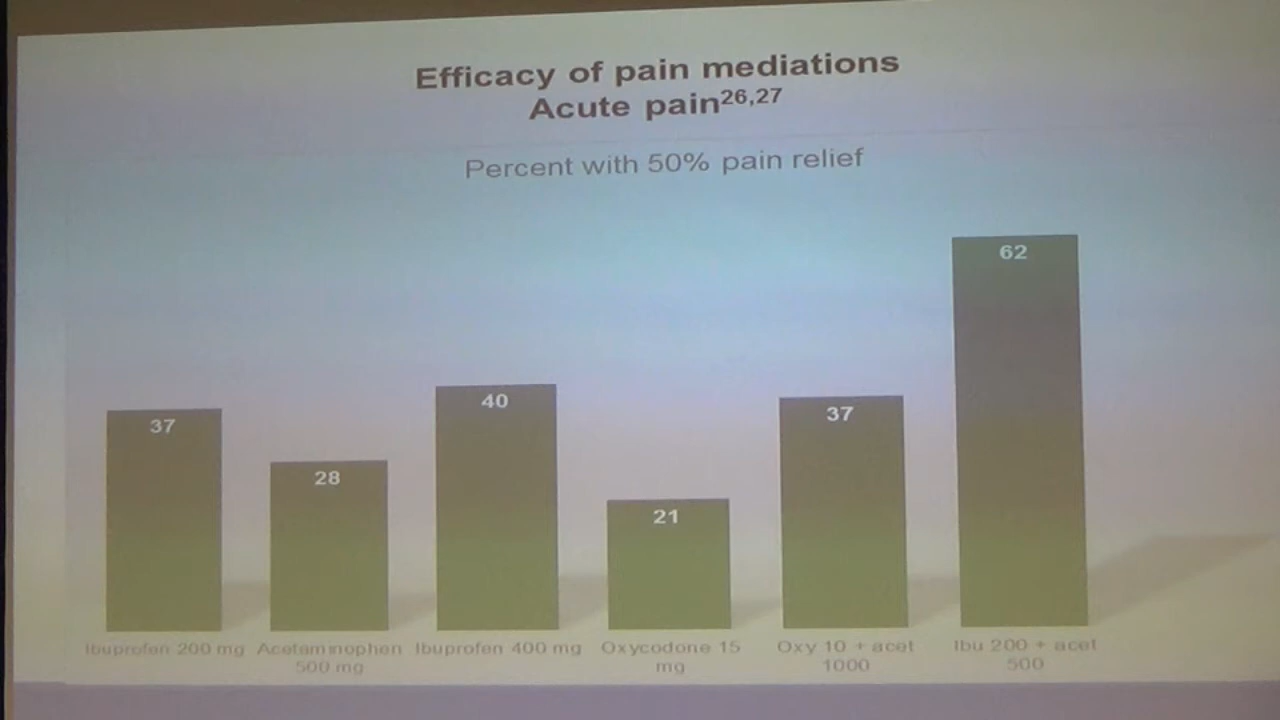 Efficacy of pain mediations
Acute pain26,27
Percent with 50% pain relief
62
40
37
37
28
21
Ibuprofen 200 mg
Acetaminophen
500 mg
Ibuprofen 400 mg
Oxycodone 15
mg
Oxy 10 + acet
1000
Ibu 200 + acet
500